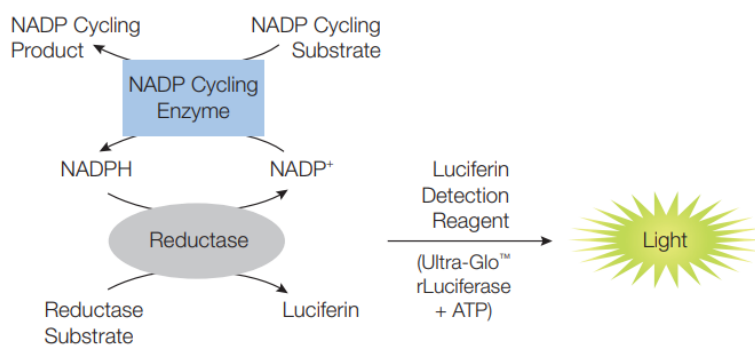 NADP Cycling
Product
NADP Cycling
Substrate
NADP Cycling
Enzyme
NADPH
NADP⁺
Reductase
Reductase
Substrate
Luciferin
Luciferin
Detection
Reagent
(Ultra-Glo™
rLuciferase
+ ATP)
Light